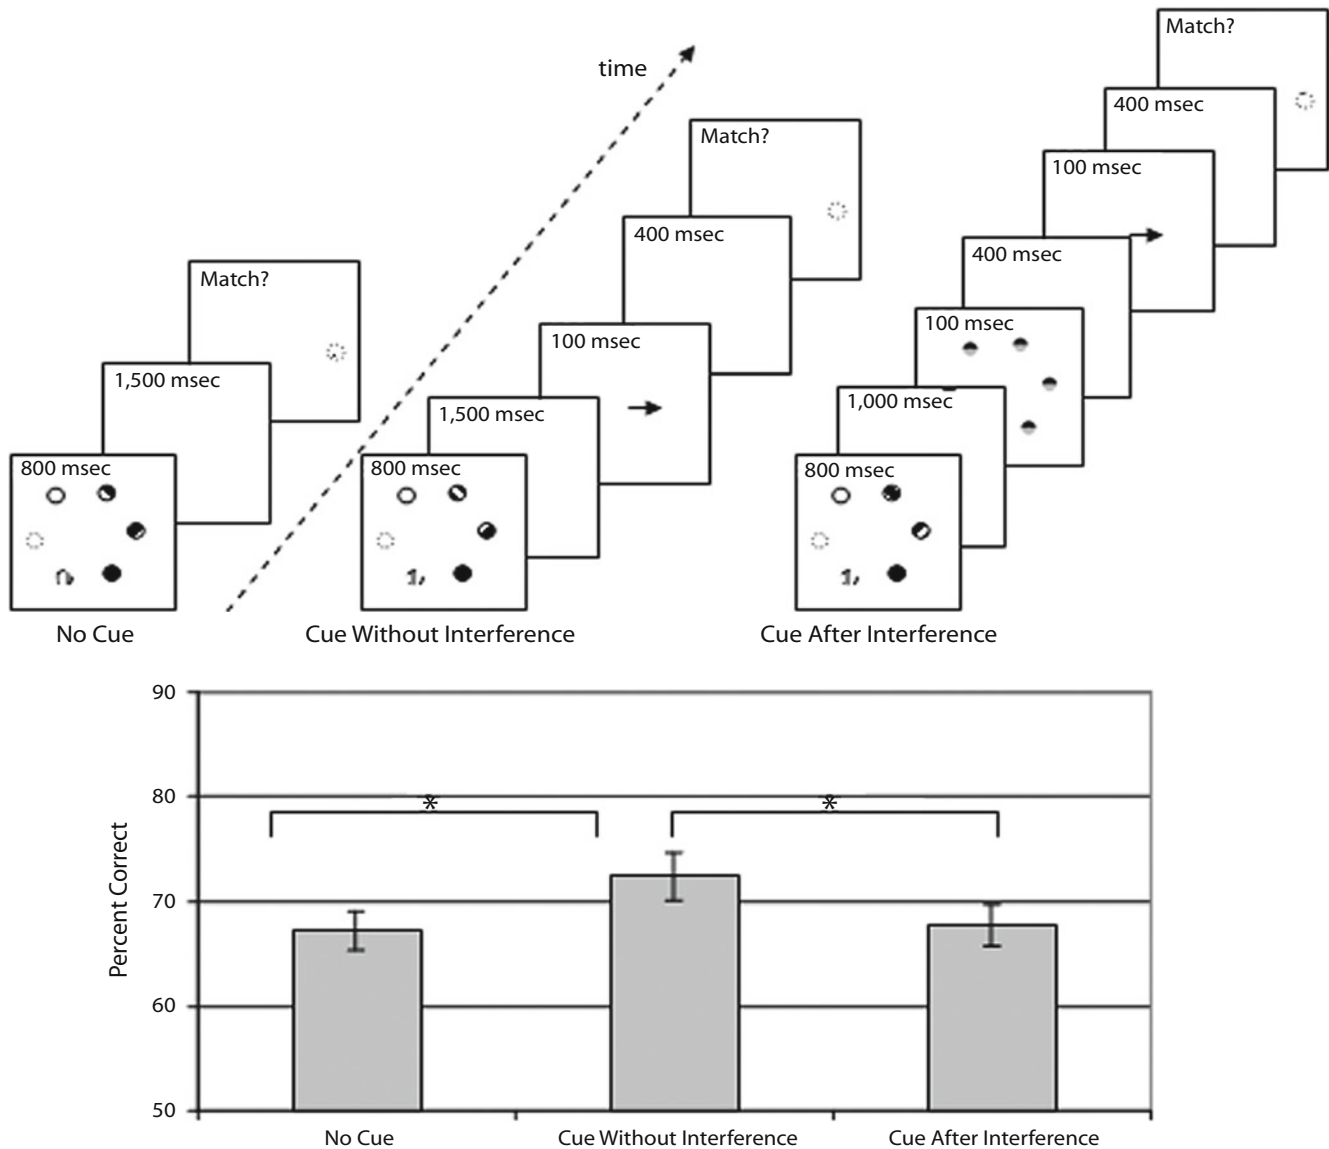 time
Match?
1,500 msec
800 msec
No Cue
Match?
400 msec
100 msec
1,500 msec
800 msec
Cue Without Interference
Match?
400 msec
100 msec
400 msec
100 msec
1,000 msec
800 msec
Cue After Interference
90
80
70
60
50
*
*
Percent Correct
No Cue
Cue Without Interference
Cue After Interference